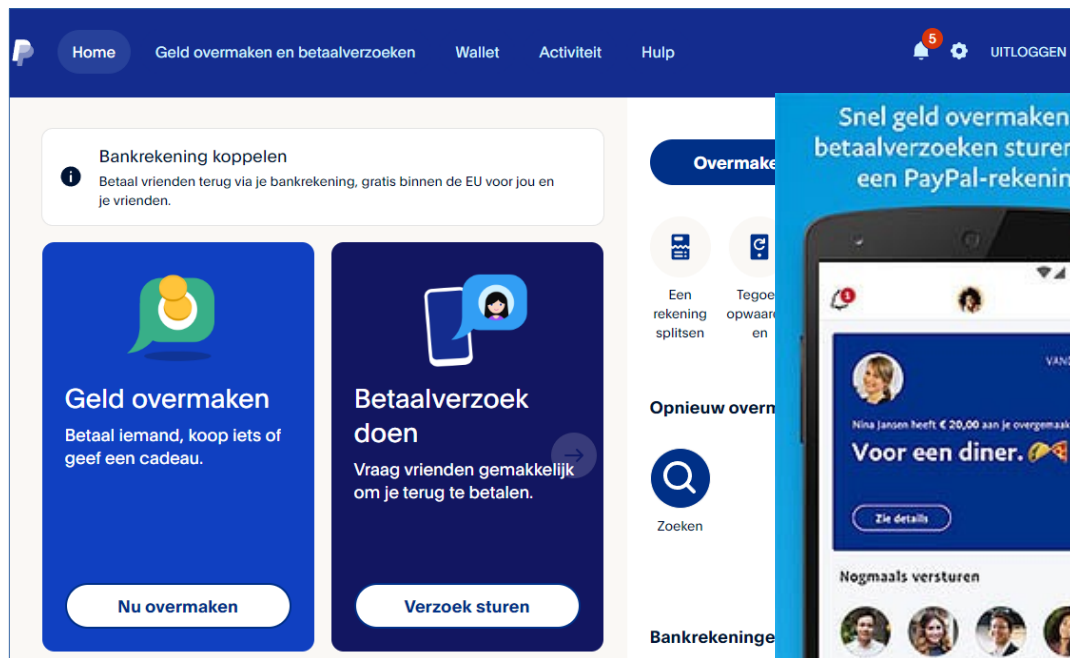 Home
Geld overmaken en betaalverzoeken
Wallet
Activiteit
Hulp
5
UITLOGGEN
Bankrekening koppelen
Betaal vrienden terug via je bankrekening, gratis binnen de EU voor jou en
je vrienden.
Geld overmaken
Betaal iemand, koop iets of
geef een cadeau.
Nu overmaken
Betaalverzoek
doen
Vraag vrienden gemakkelijk
om je terug te betalen.
Verzoek sturen
Overmake
Een
rekening
splitsen
Tegoe
opwaar
en
Opnieuw overm
Zoeken
Bankrekeninge
Snel geld overmaken
betaalverzoeken sturen
een PayPal-rekenin
1
VAND
Nina Jansen heeft € 20,00 aan je overgemaak
Voor een diner.
Zie details
Nogmaals versturen